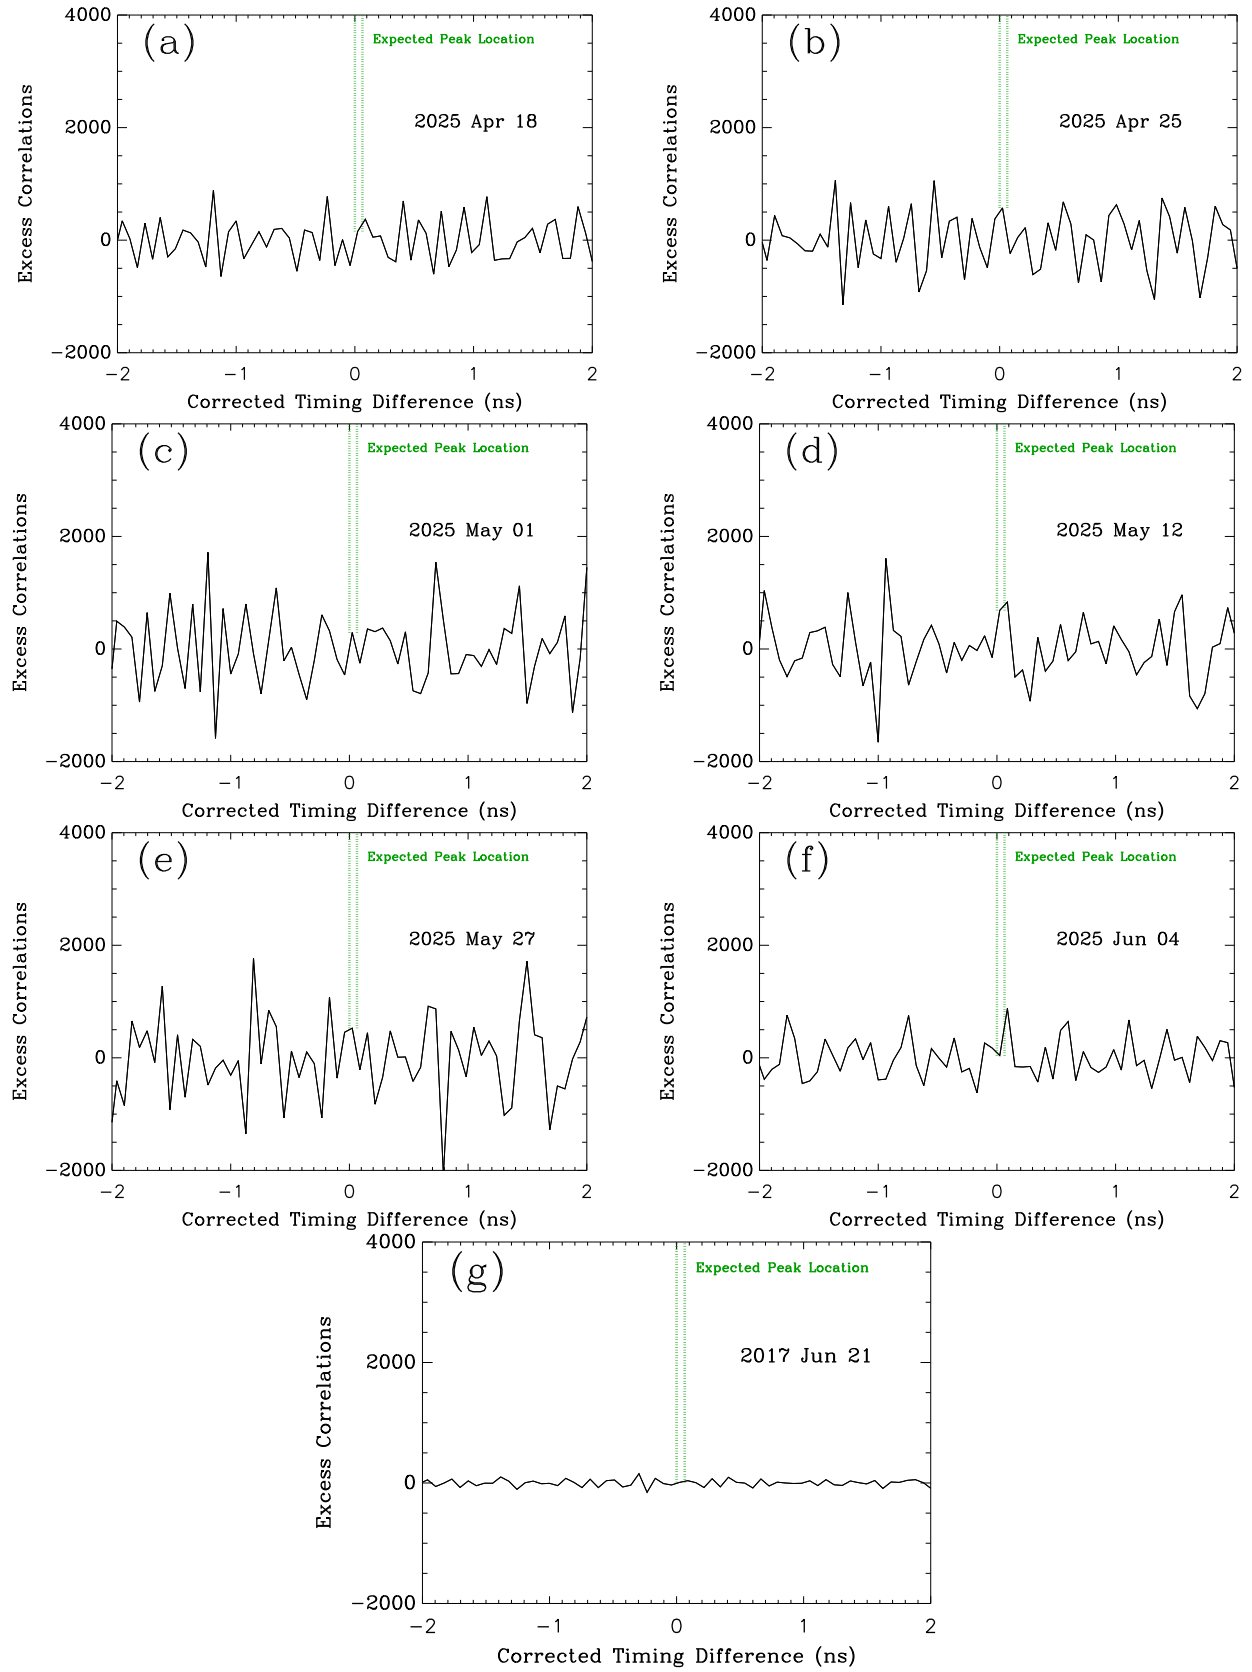 (a)
Expected Peak Location
2025 Apr 18
Excess Correlations
4000
2000
0
−2000
−2
−1
0
1
2
Corrected Timing Difference (ns)
(b)
Expected Peak Location
2025 Apr 25
Excess Correlations
4000
2000
0
−2000
−2
−1
0
1
2
Corrected Timing Difference (ns)
(c)
Expected Peak Location
2025 May 01
Excess Correlations
4000
2000
0
−2000
−2
−1
0
1
2
Corrected Timing Difference (ns)
(d)
Expected Peak Location
2025 May 12
Excess Correlations
4000
2000
0
−2000
−2
−1
0
1
2
Corrected Timing Difference (ns)
(e)
Expected Peak Location
2025 May 27
Excess Correlations
4000
2000
0
−2000
−2
−1
0
1
2
Corrected Timing Difference (ns)
(f)
Expected Peak Location
2025 Jun 04
Excess Correlations
4000
2000
0
−2000
−2
−1
0
1
2
Corrected Timing Difference (ns)
(g)
Expected Peak Location
2017 Jun 21
Excess Correlations
4000
2000
0
−2000
−2
−1
0
1
2
Corrected Timing Difference (ns)